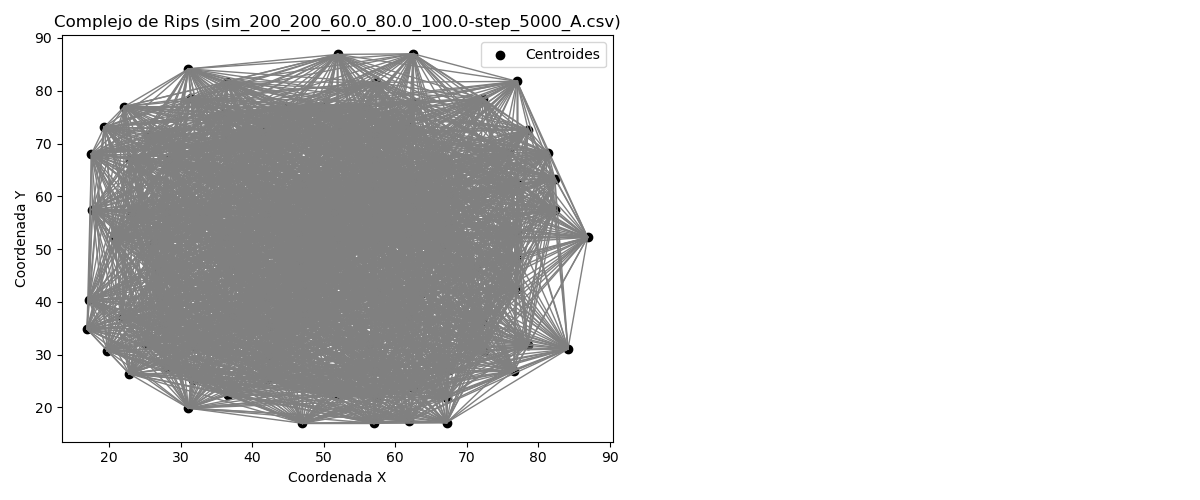 Complejo de Rips (sim_200_200_60.0_80.0_100.0-step_5000_A.csv)
Centroides
90
80
70
60
50
40
30
20
Coordenada Y
20 30 40 50 60 70 80 90
Coordenada X